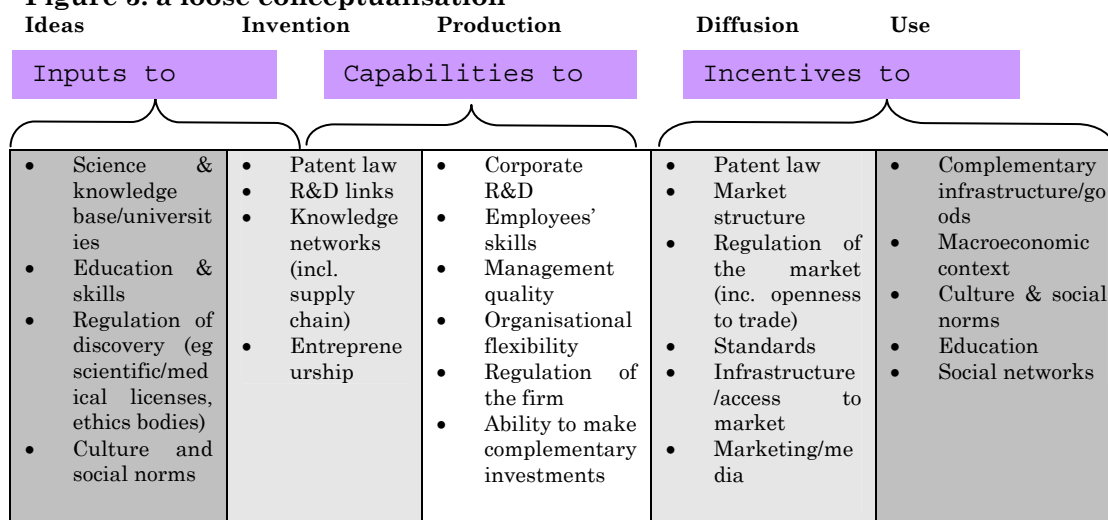 Figure a loose conceptualisation
Ideas Invention Production Diffusion Use
Inputs to Capabilities to Incentives to
• Science &
knowledge
base/universit
ies
• Education &
skills
• Regulation of
discovery (eg
scientific/med
ical licenses,
ethics bodies)
• Culture and
social norms
• Patent law
• R&D links
• Knowledge
networks
(incl.
supply
chain)
• Entreprene
urship
• Corporate
R&D
• Employees’
skills
• Management
quality
• Organisational
flexibility
• Regulation of
the firm
• Ability to make
complementary
investments
• Patent law
• Market
structure
• Regulation of
the market
(inc. openness
to trade)
• Standards
• Infrastructure
/access to
market
• Marketing/me
dia
• Complementary
infrastructure/go
ods
• Macroeconomic
context
• Culture & social
norms
• Education
• Social networks